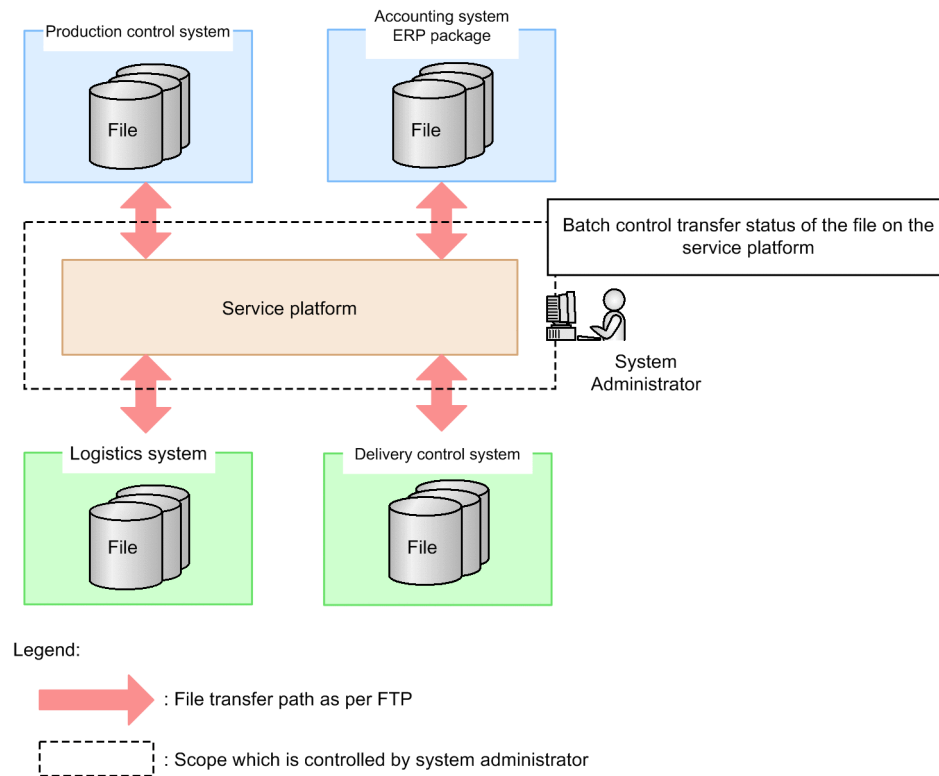 Production control system
Accounting system
ERP package
File
File
Batch control transfer status of the file on the
service platform
Service platform
System
Administrator
Logistics system
Delivery control system
File
File
Legend:
: File transfer path as per FTP
: Scope which is controlled by system administrator